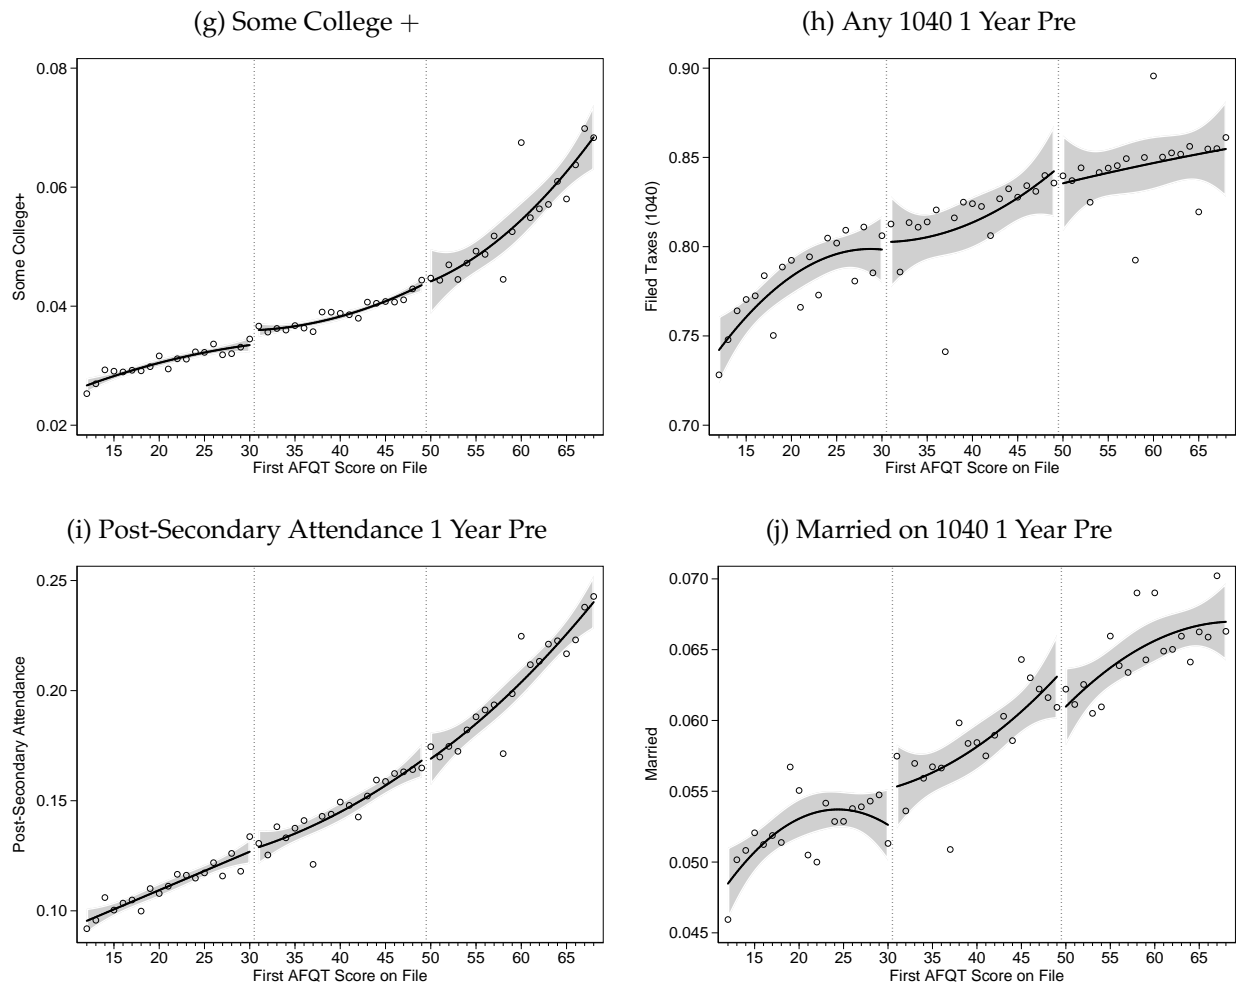 (g) Some College +
0.08
0.06
0.04
0.02
Some College+
15 20 25 30 35 40 45 50 55 60 65
First AFQT Score on File
(h) Any 1040 1 Year Pre
0.90
0.85
0.80
0.75
0.70
Filed Taxes (1040)
15 20 25 30 35 40 45 50 55 60 65
First AFQT Score on File
(i) Post-Secondary Attendance 1 Year Pre
0.25
0.20
0.15
0.10
Post-Secondary Attendance
15 20 25 30 35 40 45 50 55 60 65
First AFQT Score on File
(j) Married on 1040 1 Year Pre
0.070
0.065
0.060
0.055
0.050
0.045
Married
15 20 25 30 35 40 45 50 55 60 65
First AFQT Score on File